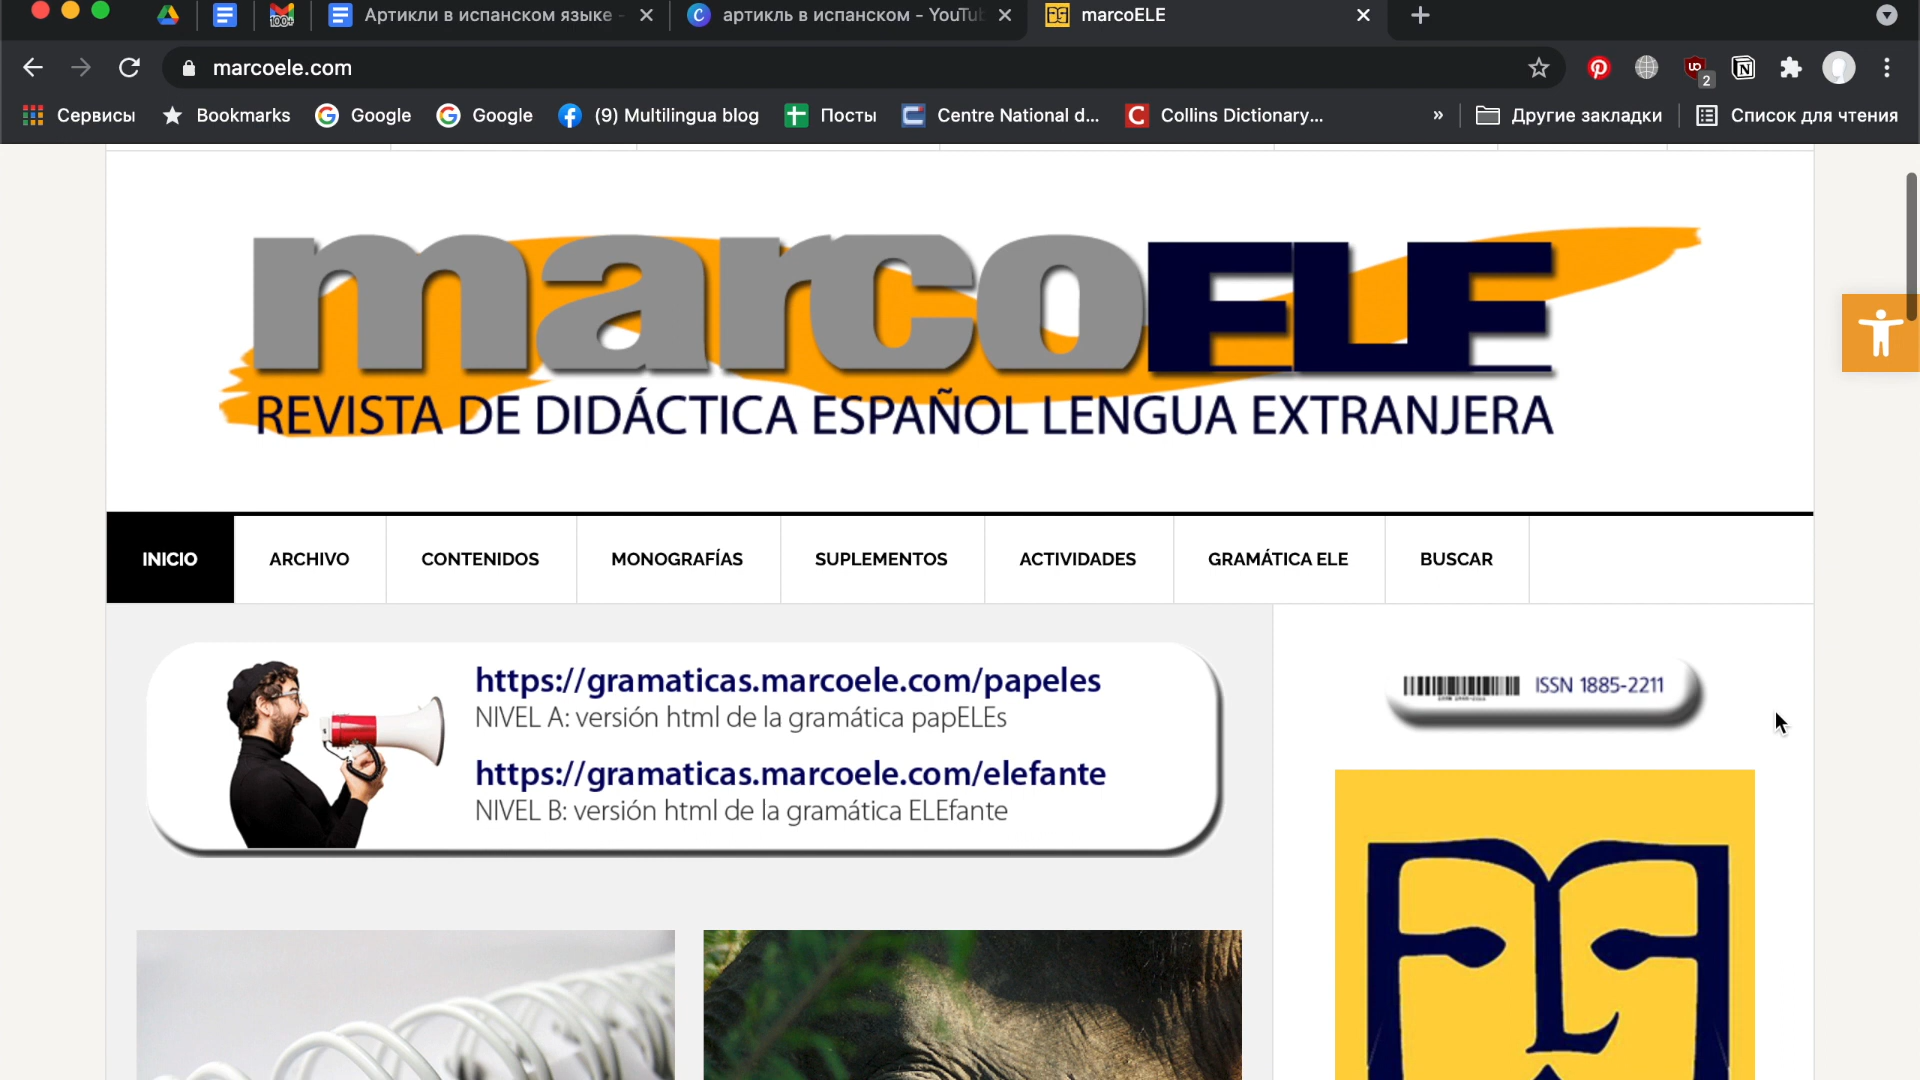 Артикли в испанском языке -
артикль в испанском - YouTu
marcoELE
100+
marcoele.com
2
Сервисы
Bookmarks
Google
Google
(9) Multilingua blog
Посты
Centre National d...
Collins Dictionary...
»
Другие закладки
Список для чтения
marcoELE
REVISTA DE DIDÁCTICA ESPAÑOL LENGUA EXTRANJERA
INICIO
ARCHIVO
CONTENIDOS
MONOGRAFÍAS
SUPLEMENTOS
ACTIVIDADES
GRAMÁTICA ELE
BUSCAR
https://gramaticas.marcoele.com/papeles
NIVEL A: versión html de la gramática papELEs
https://gramaticas.marcoele.com/elefante
NIVEL B: versión html de la gramática ELEfante
ISSN 1885-2211